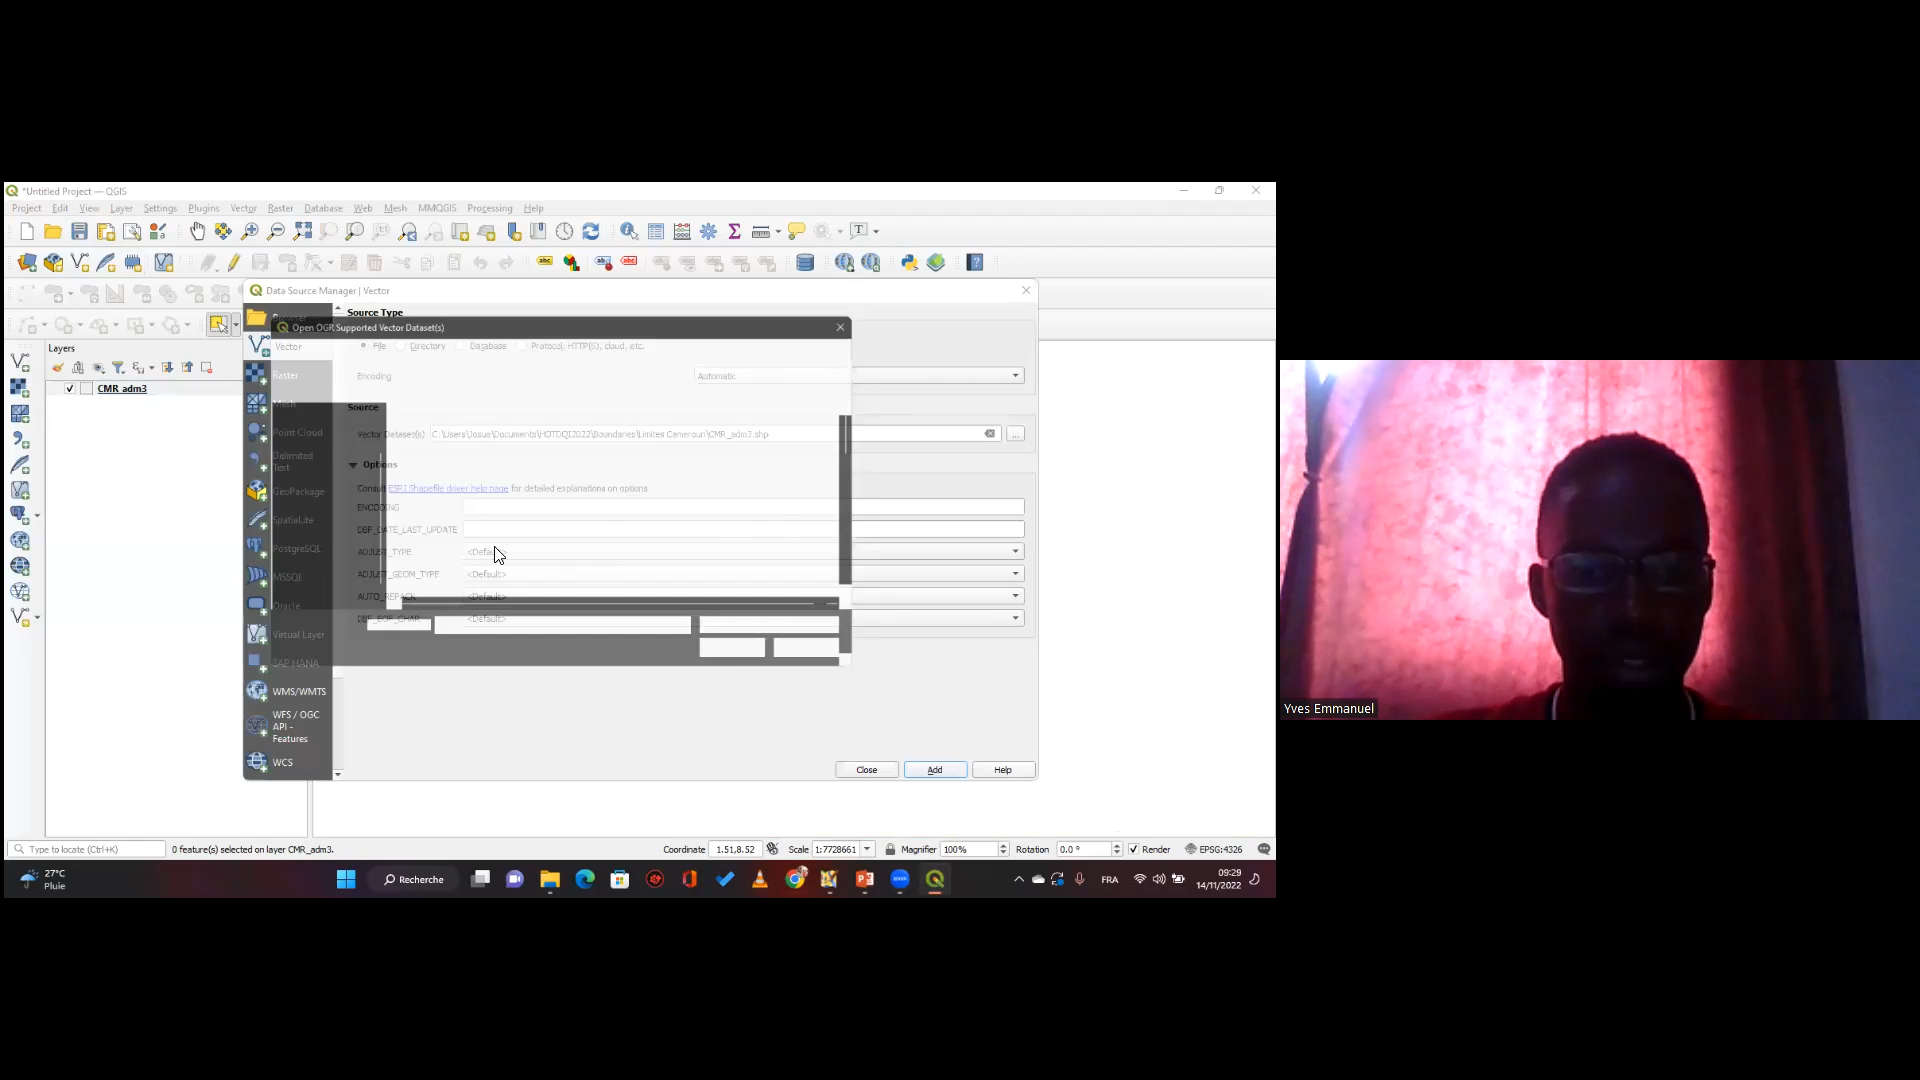 *Untitled Project — QGIS
Project Edit View Layer Settings Plugins Vector Raster Database Web Mesh MMQGIS Processing Help
Data Source Manager | Vector
Source Type
Open OGR Supported Vector Dataset(s)
Layers
Vector
File Directory Database Protocol: HTTP(S), cloud, etc.
Raster
Encoding Automatic
CMR_adm3
Mesh
Source
Point Cloud
Vector Dataset(s) C:\Users\Josue\Documents\HOTDQI2022\Boundaries\Limites Cameroun\CMR_adm3.shp
...
Delimited
Text
Options
GeoPackage
Consult ESRI Shapefile driver help page for detailed explanations on options
ENCODING
SpatiaLite
DBF_DATE_LAST_UPDATE
PostgreSQL
ADJUST_TYPE <Default>
MSSQL
ADJUST_GEOM_TYPE <Default>
Oracle
AUTO_REPACK <Default>
DBF_EOF_CHAR <Default>
Virtual Layer
SAP HANA
WMS/WMTS
WFS / OGC
API -
Features
WCS
Close Add Help
Type to locate (Ctrl+K) 0 feature(s) selected on layer CMR_adm3.
Coordinate 1.51,8.52 Scale 1:7728661 Magnifier 100% Rotation 0.0 ° Render EPSG:4326
27°C
Pluie
Recherche
FRA
09:29
14/11/2022
Yves Emmanuel